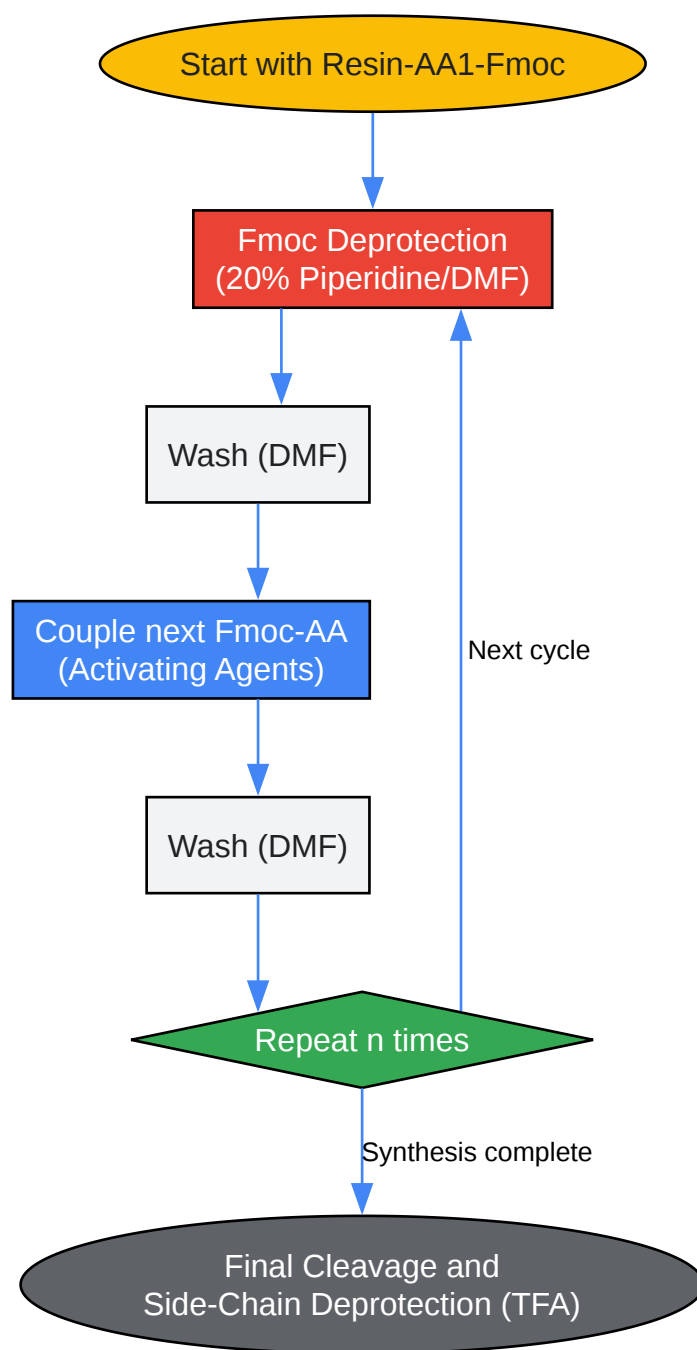 Start with Resin-AA1-Fmoc
Fmoc Deprotection
(20% Piperidine/DMF)
Wash (DMF)
Couple next Fmoc-AA
(Activating Agents)
Next cycle
Wash (DMF)
Repeat n times
Synthesis complete
Final Cleavage and
Side-Chain Deprotection (TFA)